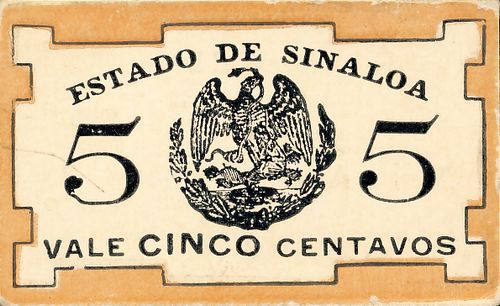 ESTADO DE SINALOA
5 5
VALE CINCO CENTAVOS